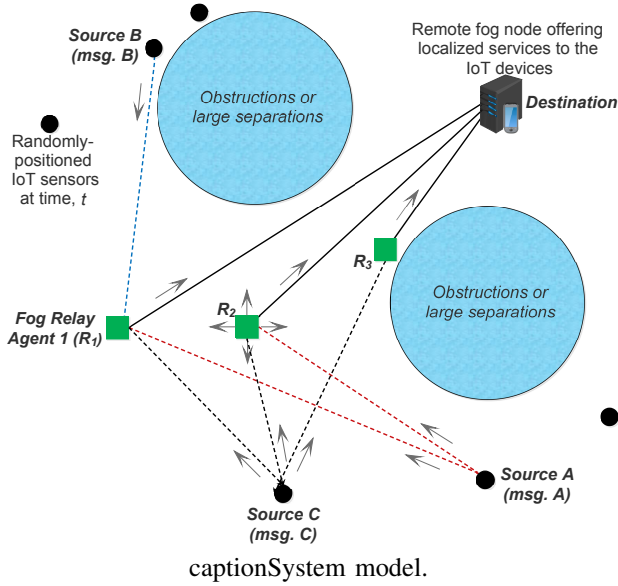 Source B
(msg. B)
Remote fog node offering
localized services to the
IoT devices
Destination
Obstructions or
large separations
Randomly-
positioned
IoT sensors
at time, t
R3
Obstructions or
large separations
R2
Fog Relay
Agent 1 (R1)
Source A
(msg. A)
Source C
(msg. C)
captionSystem model.